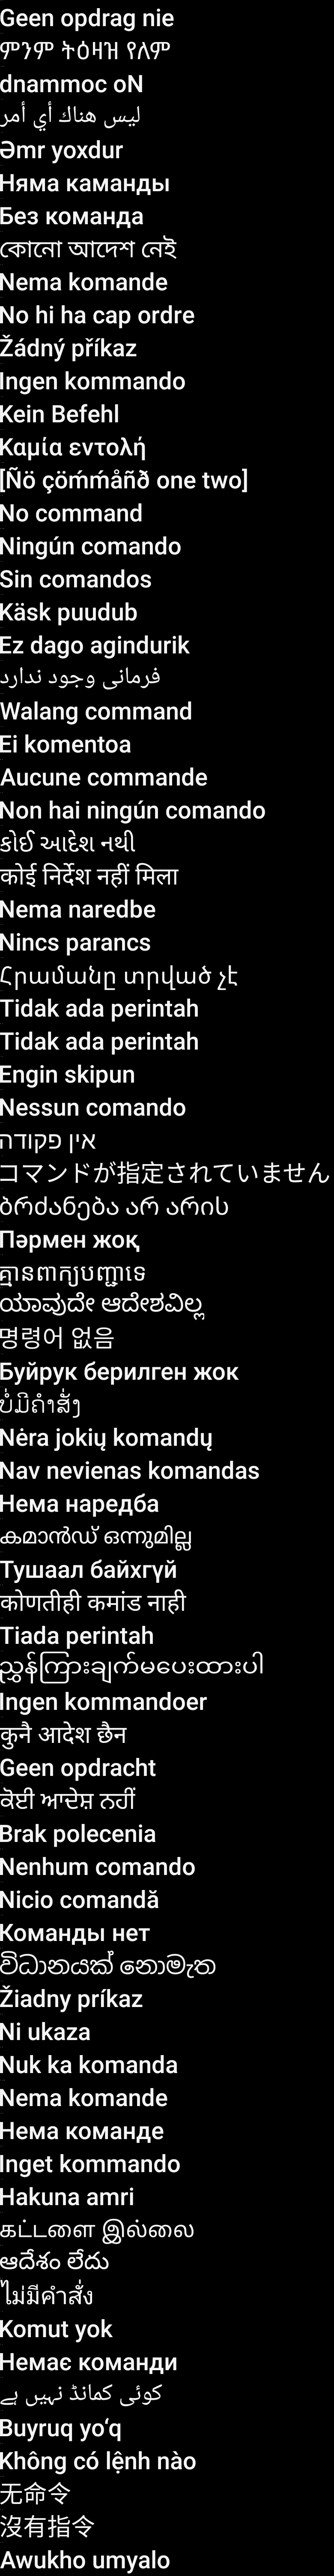 Geen opdrag nie
ምንም ትዕዛዝ የለም
dnammoc oN
ليس هناك أي أمر
Əmr yoxdur
Няма каманды
Без команда
কোনো আদেশ নেই
Nema komande
No hi ha cap ordre
Žádný příkaz
Ingen kommando
Kein Befehl
Καμία εντολή
[Ñö çöḿḿåñð one two]
No command
Ningún comando
Sin comandos
Käsk puudub
Ez dago agindurik
فرمانی وجود ندارد
Walang command
Ei komentoa
Aucune commande
Non hai ningún comando
કોઈ આદેશ નથી
कोई निर्देश नहीं मिला
Nema naredbe
Nincs parancs
Հրամանը տրված չէ
Tidak ada perintah
Tidak ada perintah
Engin skipun
Nessun comando
אין פקודה
コマンドが指定されていません
ბრძანება არ არის
Пәрмен жоқ
គ្មានពាក្យបញ្ជាទេ
ಯಾವುದೇ ಆದೇಶವಿಲ್ಲ
명령어 없음
Буйрук берилген жок
ບໍ່ມີຄຳສັ່ງ
Nėra jokių komandų
Nav nevienas komandas
Нема наредба
കമാൻഡ് ഒന്നുമില്ല
Тушаал байхгүй
कोणतीही कमांड नाही
Tiada perintah
ညွှန်ကြားချက်မပေးထားပါ
Ingen kommandoer
कुनै आदेश छैन
Geen opdracht
ਕੋਈ ਆਦੇਸ਼ ਨਹੀਂ
Brak polecenia
Nenhum comando
Nicio comandă
Команды нет
විධානයක් නොමැත
Žiadny príkaz
Ni ukaza
Nuk ka komanda
Nema komande
Нема команде
Inget kommando
Hakuna amri
கட்டளை இல்லை
ఆదేశం లేదు
ไม่มีคำสั่ง
Komut yok
Немає команди
کوئی کمانڈ نہیں ہے
Buyruq yo‘q
Không có lệnh nào
无命令
沒有指令
Awukho umyalo